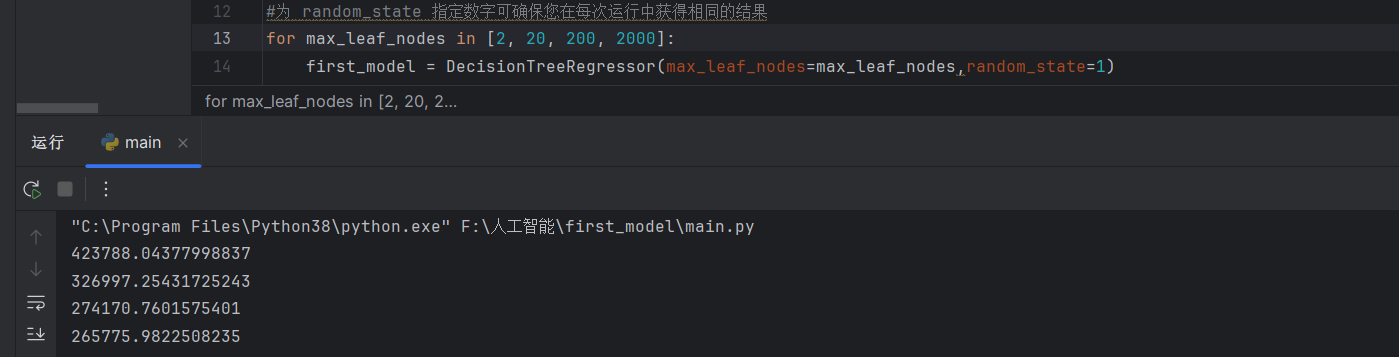 12 #为 random_state 指定数字可确保您在每次运行中获得相同的结果
13 for max_leaf_nodes in [2, 20, 200, 2000]:
14 first_model = DecisionTreeRegressor(max_leaf_nodes=max_leaf_nodes,random_state=1)
for max_leaf_nodes in [2, 20, 2...
运行 main
"C:\Program Files\Python38\python.exe" F:\人工智能\first_model\main.py
423788.04377998837
326997.25431725243
274170.7601575401
265775.9822508235